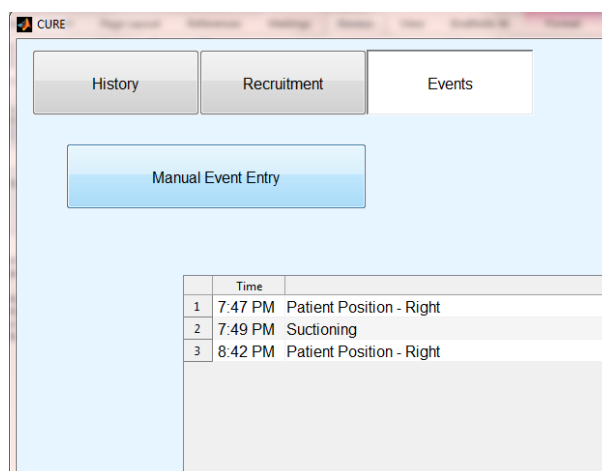 CURE
History
Recruitment
Events
Manual Event Entry
Time
1 7:47 PM Patient Position - Right
2 7:49 PM Suctioning
3 8:42 PM Patient Position - Right